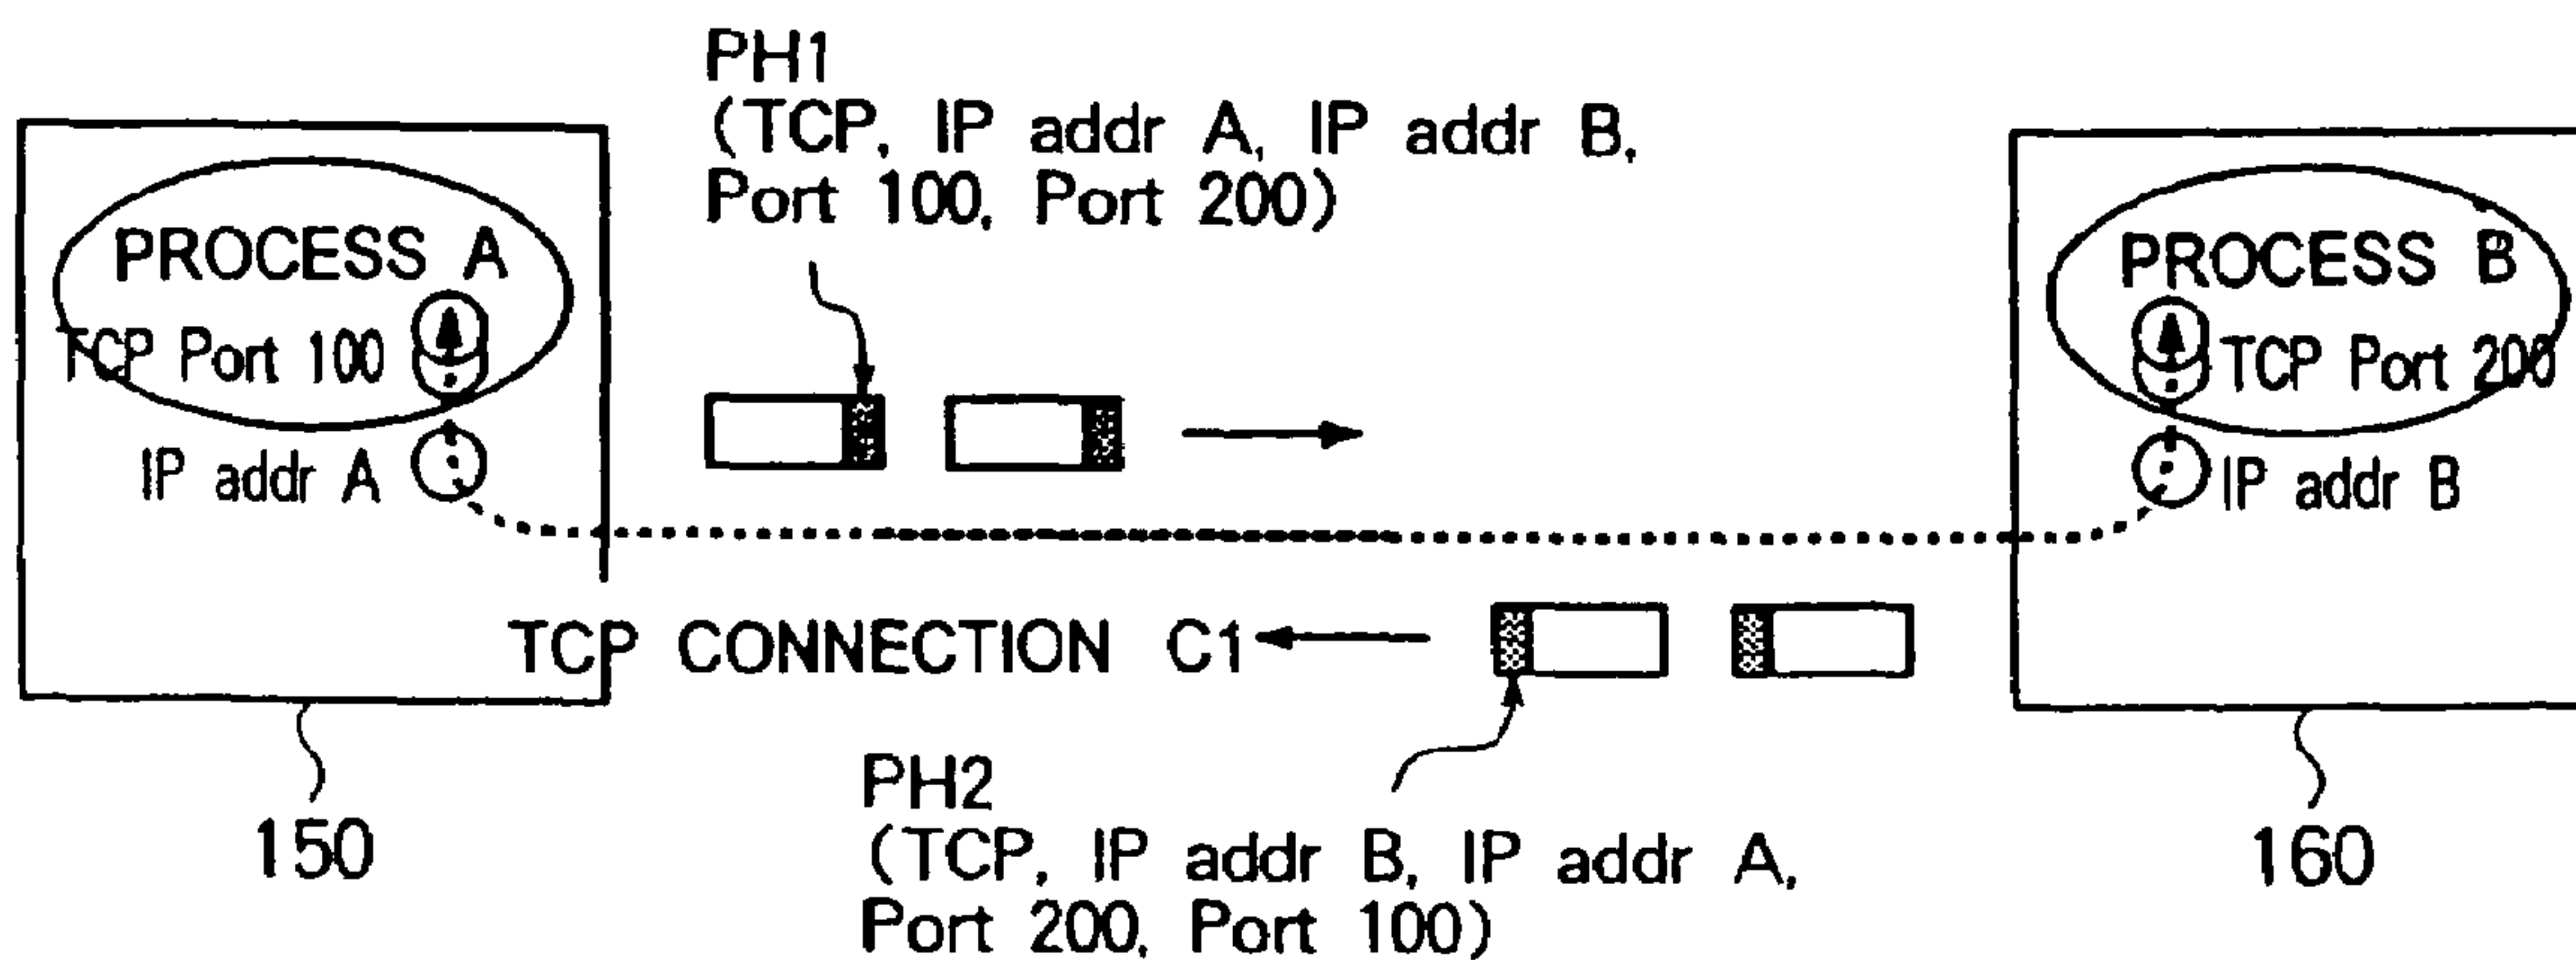 PH1
(TCP, IP addr A, IP addr B,
Port 100, Port 200)
PROCESS A
TCP Port 100
IP addr A
PROCESS B
TCP Port 200
IP addr B
TCP CONNECTION C1
PH2
(TCP, IP addr B, IP addr A,
Port 200, Port 100)
150
160